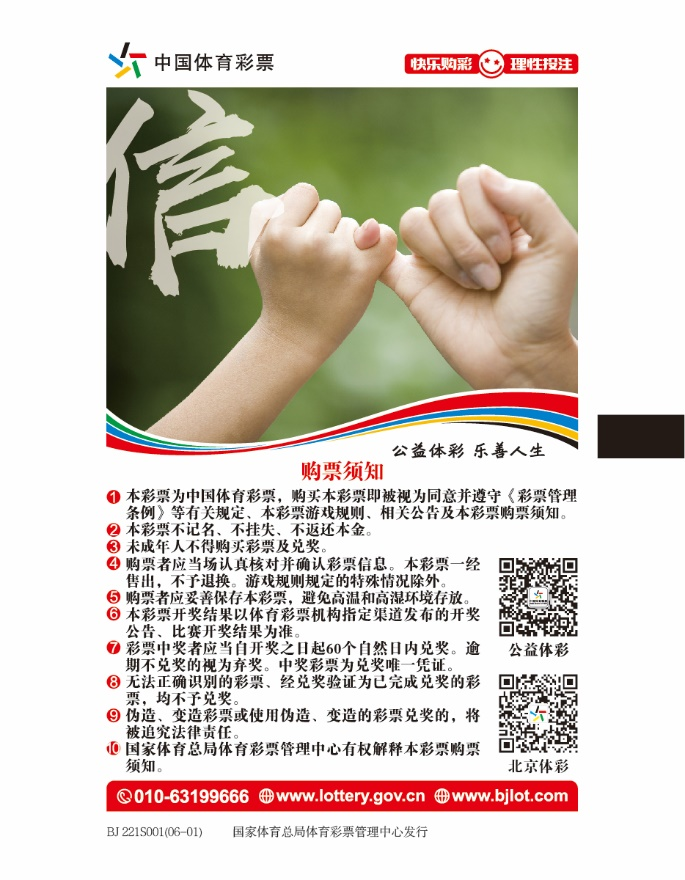 中国体育彩票
快乐购彩 理性投注
信
公益体彩 乐善人生
购票须知
1 本彩票为中国体育彩票，购买本彩票即被视为同意并遵守《彩票管理
条例》等有关规定、本彩票游戏规则、相关公告及本彩票购票须知。
2 本彩票不记名、不挂失、不返还本金。
3 未成年人不得购买彩票及兑奖。
4 购票者应当场认真核对并确认彩票信息。本彩票一经
售出，不予退换。游戏规则规定的特殊情况除外。
5 购票者应妥善保存本彩票，避免高温和高湿环境存放。
6 本彩票开奖结果以体育彩票机构指定渠道发布的开奖
公告、比赛开奖结果为准。
7 彩票中奖者应当自开奖之日起60个自然日内兑奖。逾
期不兑奖的视为弃奖。中奖彩票为兑奖唯一凭证。
8 无法正确识别的彩票、经兑奖验证为已完成兑奖的彩
票，均不予兑奖。
9 伪造、变造彩票或使用伪造、变造的彩票兑奖的，将
被追究法律责任。
10 国家体育总局体育彩票管理中心有权解释本彩票购票
须知。
公益体彩
北京体彩
010-63199666 www.lottery.gov.cn www.bjlot.com
BJ 221S001(06-01) 国家体育总局体育彩票管理中心发行